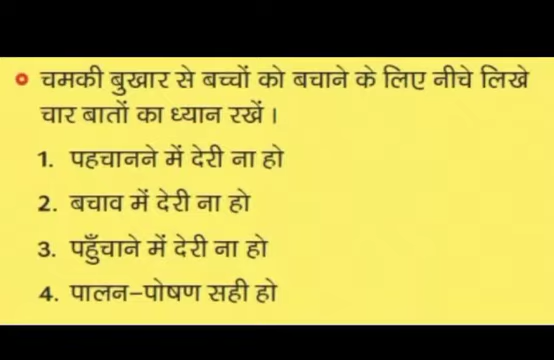 चमकी बुखार से बच्चों को बचाने के लिए नीचे लिखे
चार बातों का ध्यान रखें।
1. पहचानने में देरी ना हो
2. बचाव में देरी ना हो
3. पहुँचाने में देरी ना हो
4. पालन-पोषण सही हो